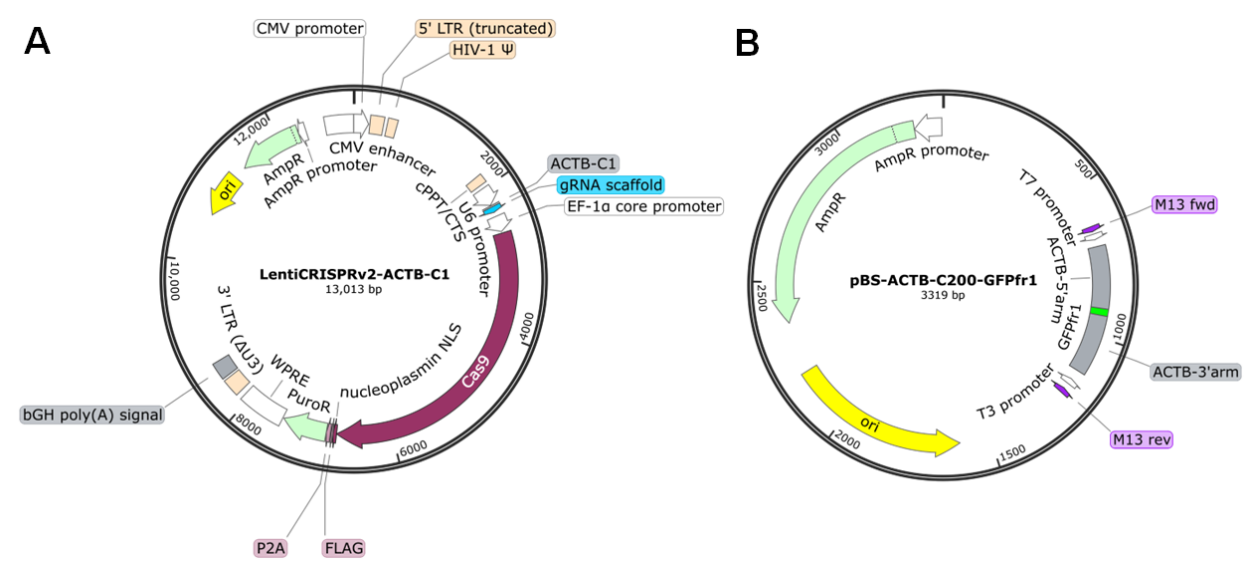 A
CMV promoter
5' LTR (truncated)
HIV-1 Ψ
12,000
2000
AmpR
AmpR promoter
CMV enhancer
ori
cPPT/CTS
U6 promoter
ACTB-C1
gRNA scaffold
EF-1α core promoter
10,000
LentiCRISPRv2-ACTB-C1
13,013 bp
4000
3' LTR (ΔU3)
WPRE
PuroR
nucleoplasmin NLS
Cas9
bGH poly(A) signal
8000
6000
P2A
FLAG
B
3000
AmpR promoter
500
AmpR
T7 promoter
M13 fwd
ACTB-5'arm
2500
pBS-ACTB-C200-GFPfr1
3319 bp
GFPfr1
1000
ACTB-3'arm
T3 promoter
ori
M13 rev
2000
1500